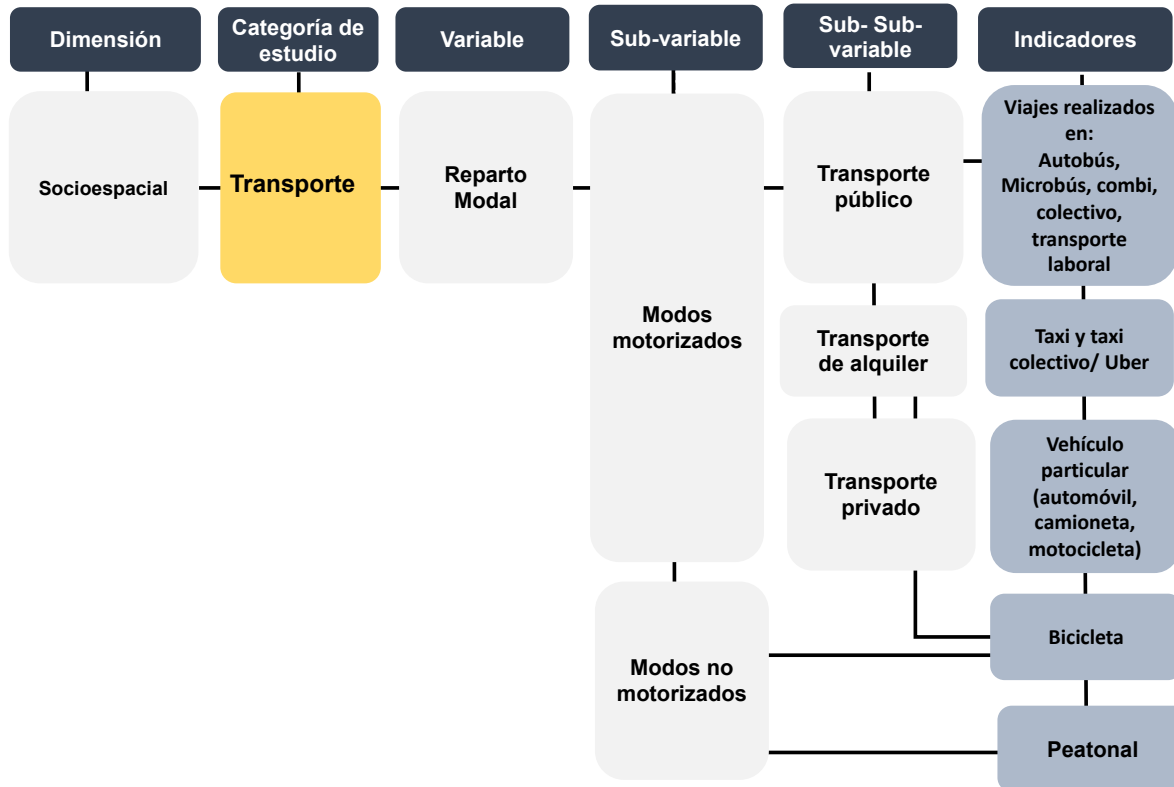 Dimensión
Categoría de
estudio
Variable
Sub-variable
Sub- Sub-
variable
Indicadores
Socioespacial
Transporte
Reparto
Modal
Modos
motorizados
Transporte
público
Viajes realizados
en:
Autobús,
Microbús, combi,
colectivo,
transporte
laboral
Transporte
de alquiler
Taxi y taxi
colectivo/ Uber
Transporte
privado
Vehículo
particular
(automóvil,
camioneta,
motocicleta)
Modos no
motorizados
Bicicleta
Peatonal